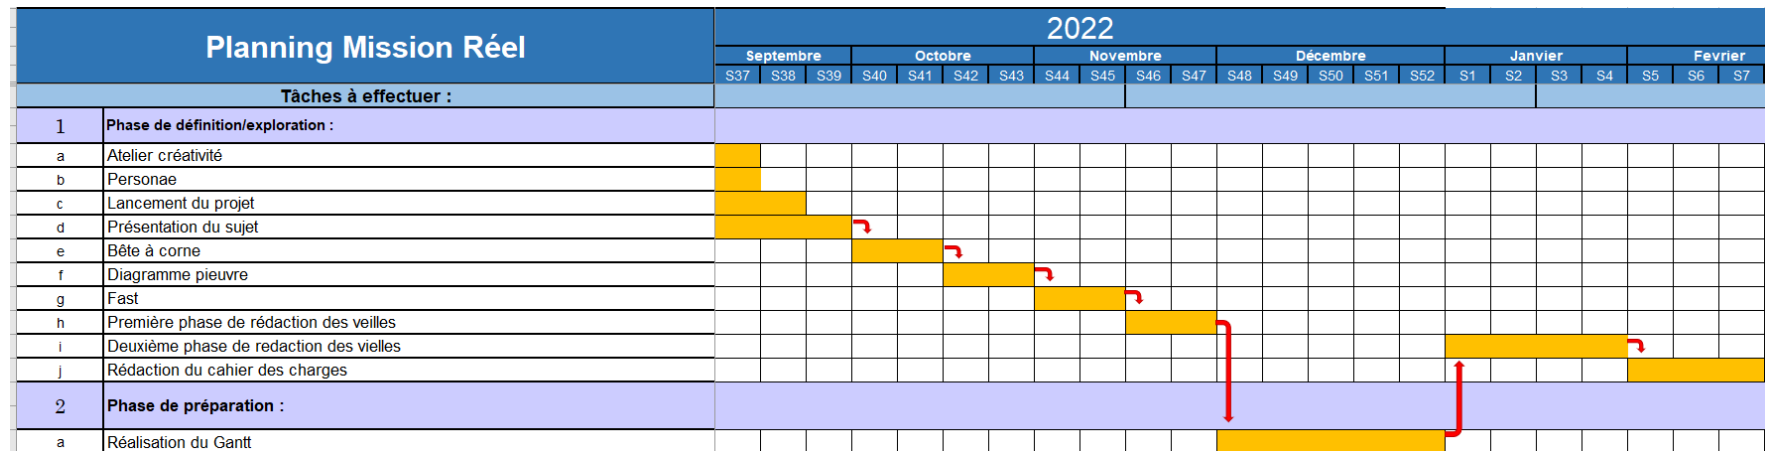 Planning Mission Réel
2022
Septembre Octobre Novembre Décembre Janvier Fevrier
S37 S38 S39 S40 S41 S42 S43 S44 S45 S46 S47 S48 S49 S50 S51 S52 S1 S2 S3 S4 S5 S6 S7
Tâches à effectuer :
1 Phase de définition/exploration :
a Atelier créativité
b Personae
c Lancement du projet
d Présentation du sujet
e Bête à corne
f Diagramme pieuvre
g Fast
h Première phase de rédaction des veilles
i Deuxième phase de redaction des vielles
j Rédaction du cahier des charges
2 Phase de préparation :
a Réalisation du Gantt